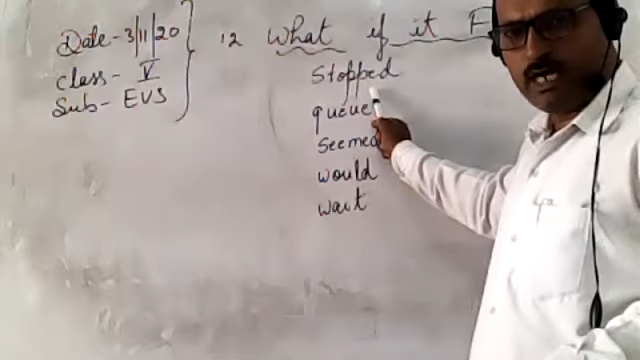 Date-3/11/20
Class- V
Sub- EVS
12 What if it F
Stopped
queue
Seemed
would
wait